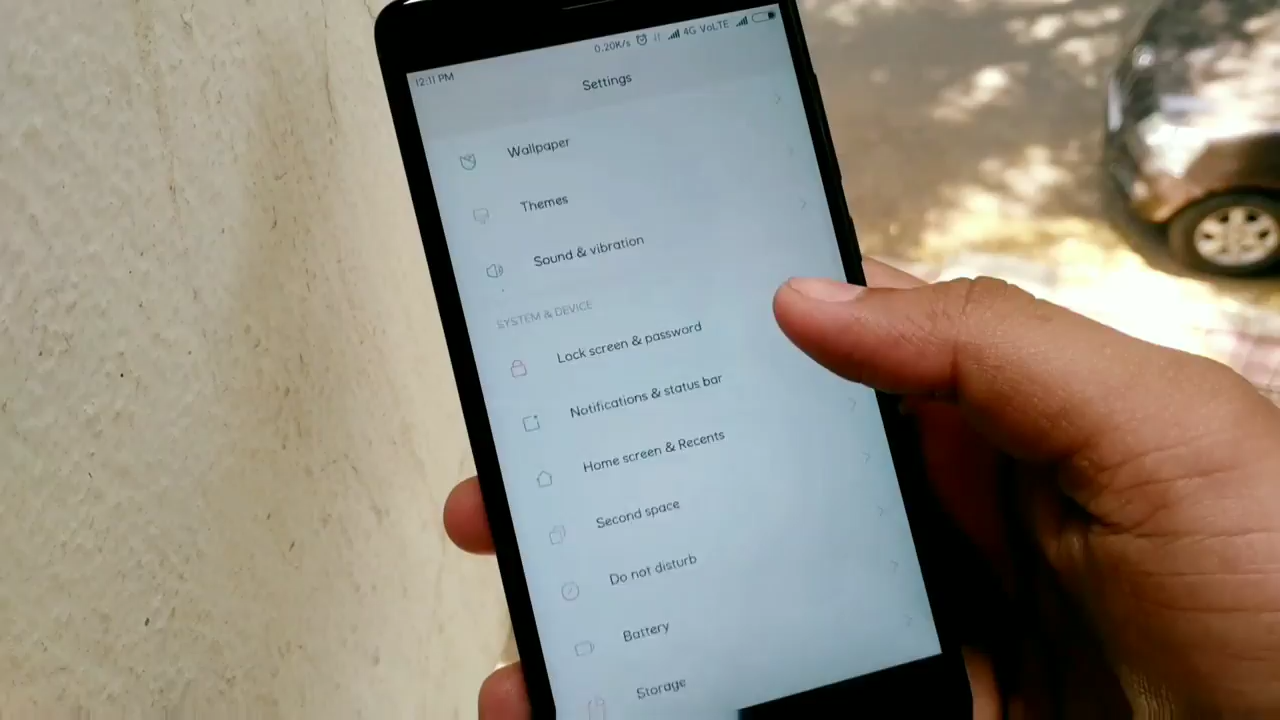 12:11 PM 0.20K/s 4G VoLTE
Settings
Wallpaper
Themes
Sound & vibration
SYSTEM & DEVICE
Lock screen & password
Notifications & status bar
Home screen & Recents
Second space
Do not disturb
Battery
Storage